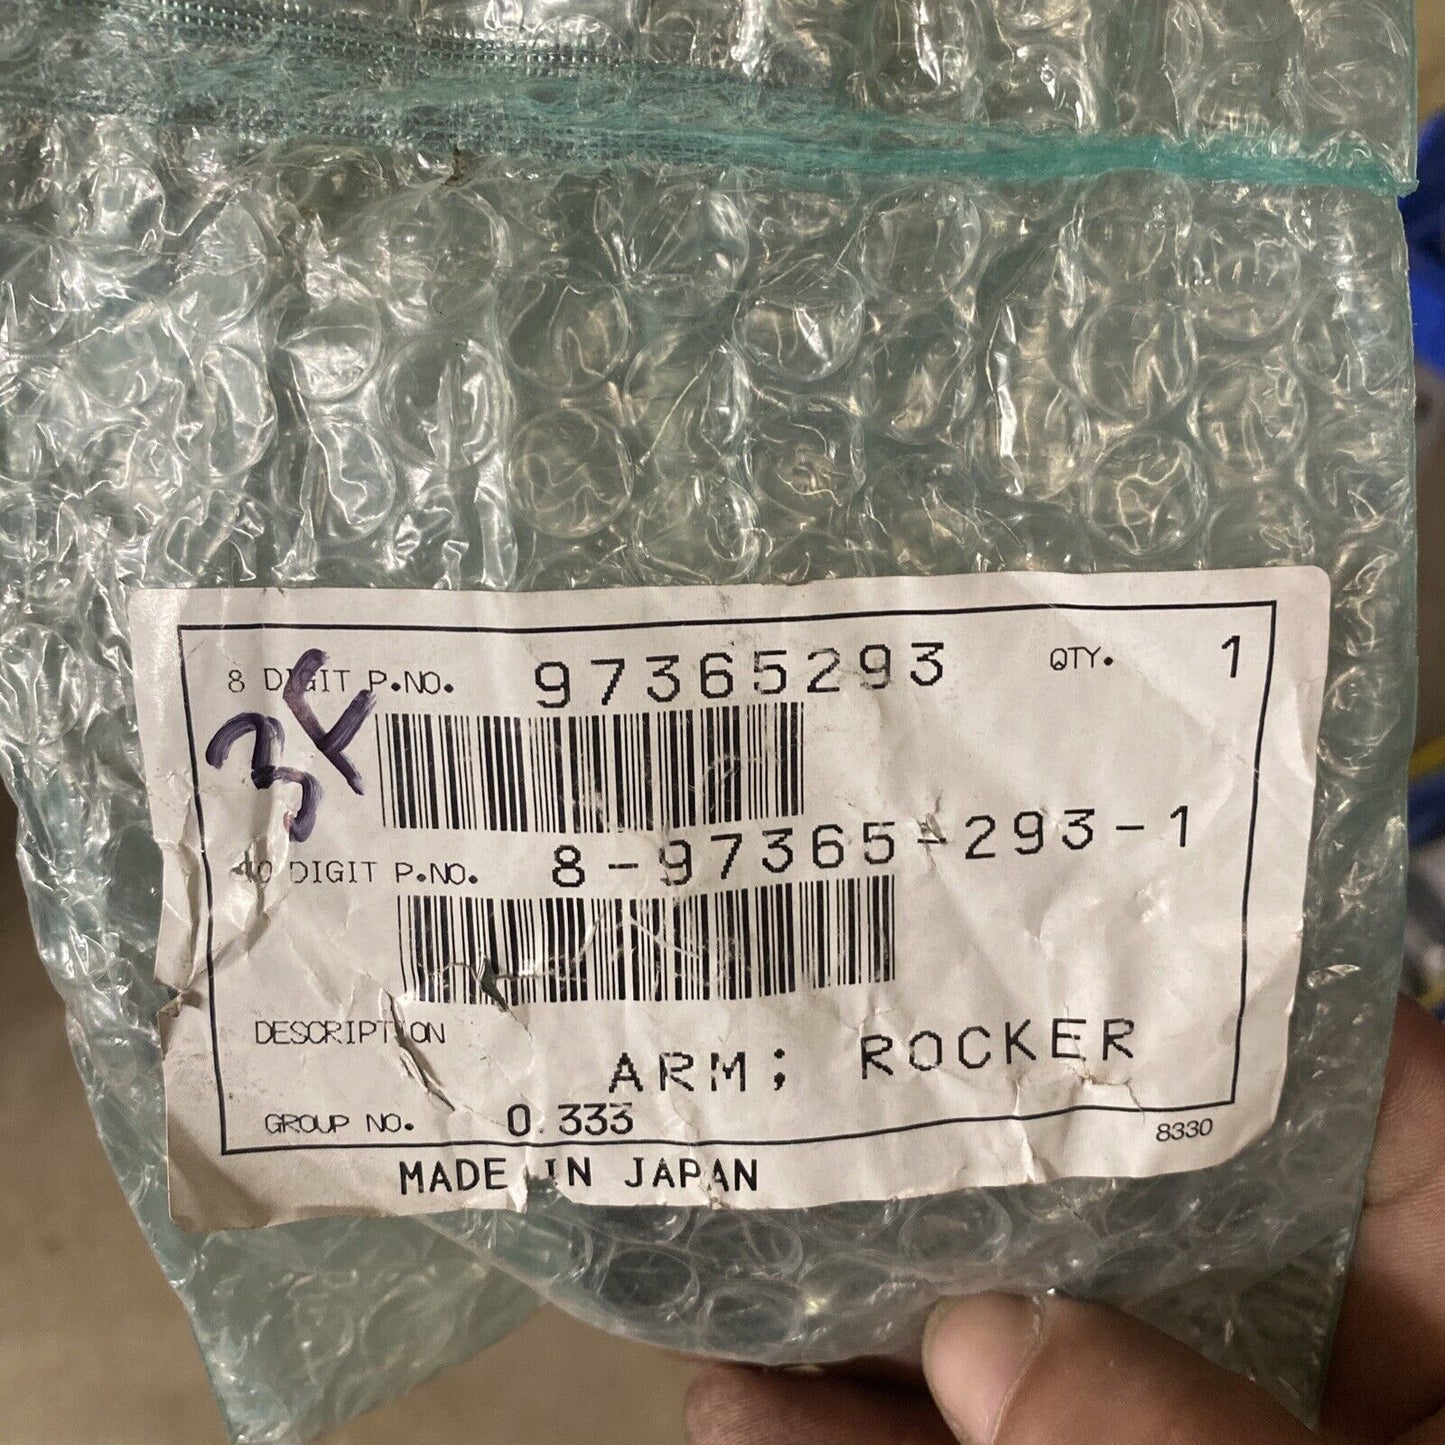 8 DIGIT P.NO. 97365293 QTY. 1
10 DIGIT P.NO. 8-97365-293-1
DESCRIPTION
ARM; ROCKER
GROUP NO. 0.333
8330
MADE IN JAPAN